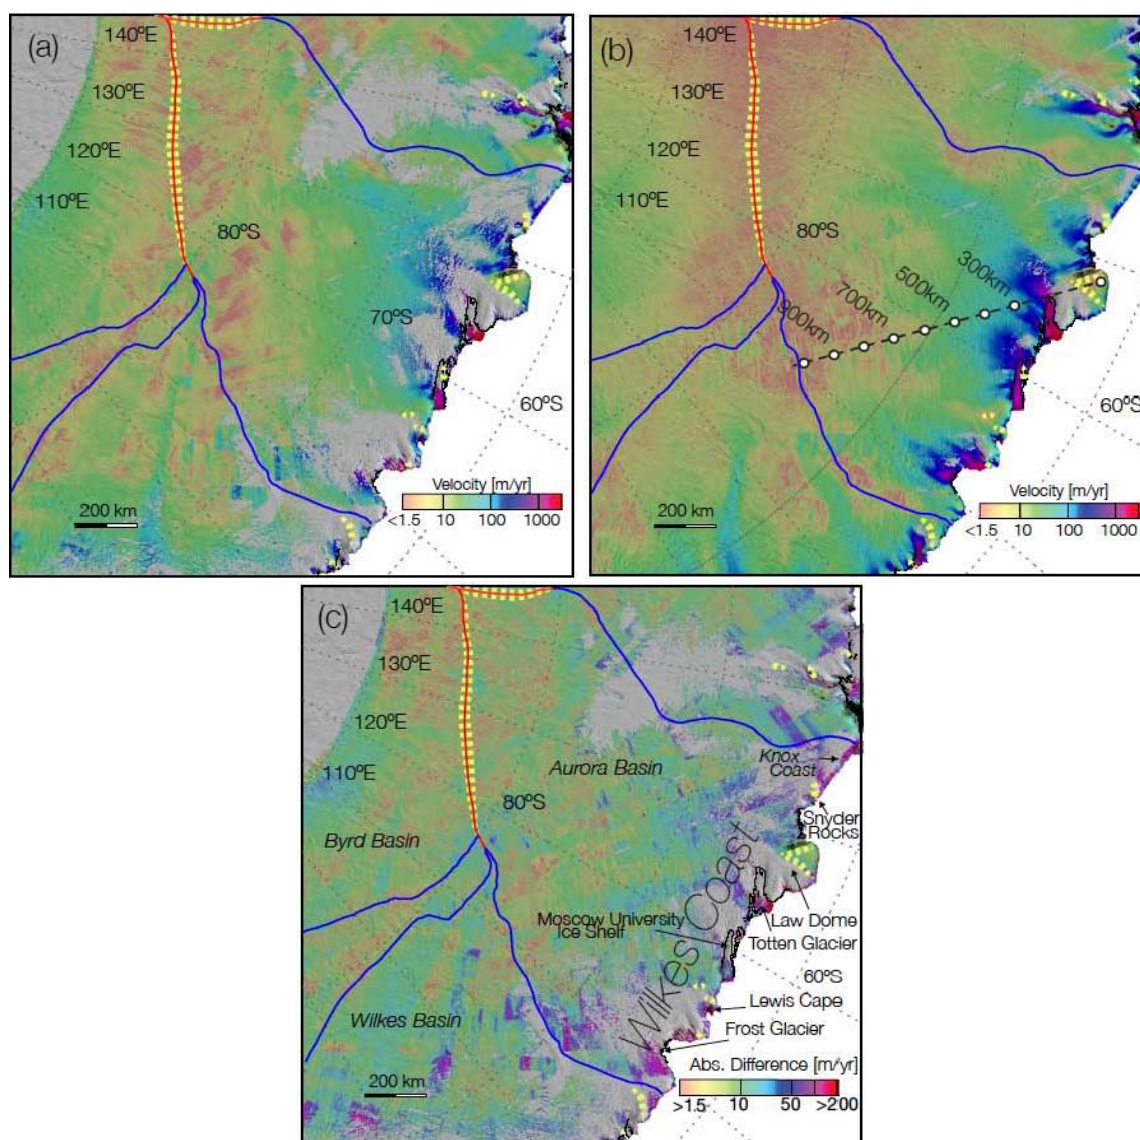 (a)
140ºE
130ºE
120ºE
110ºE
80ºS
70ºS
60ºS
Velocity [m/yr]
200 km
<1.5 10 100 1000
(b)
140ºE
130ºE
120ºE
110ºE
80ºS
300km
500km
700km
900km
60ºS
Velocity [m/yr]
200 km
<1.5 10 100 1000
(c)
140ºE
130ºE
120ºE
110ºE
Knox
Coast
Aurora Basin
80ºS
Snyder
Rocks
Byrd Basin
Wilkes Coast
Moscow University
Ice Shelf
Law Dome
Totten Glacier
60ºS
Lewis Cape
Wilkes Basin
Frost Glacier
Abs. Difference [m/yr]
200 km
>1.5 10 50 >200